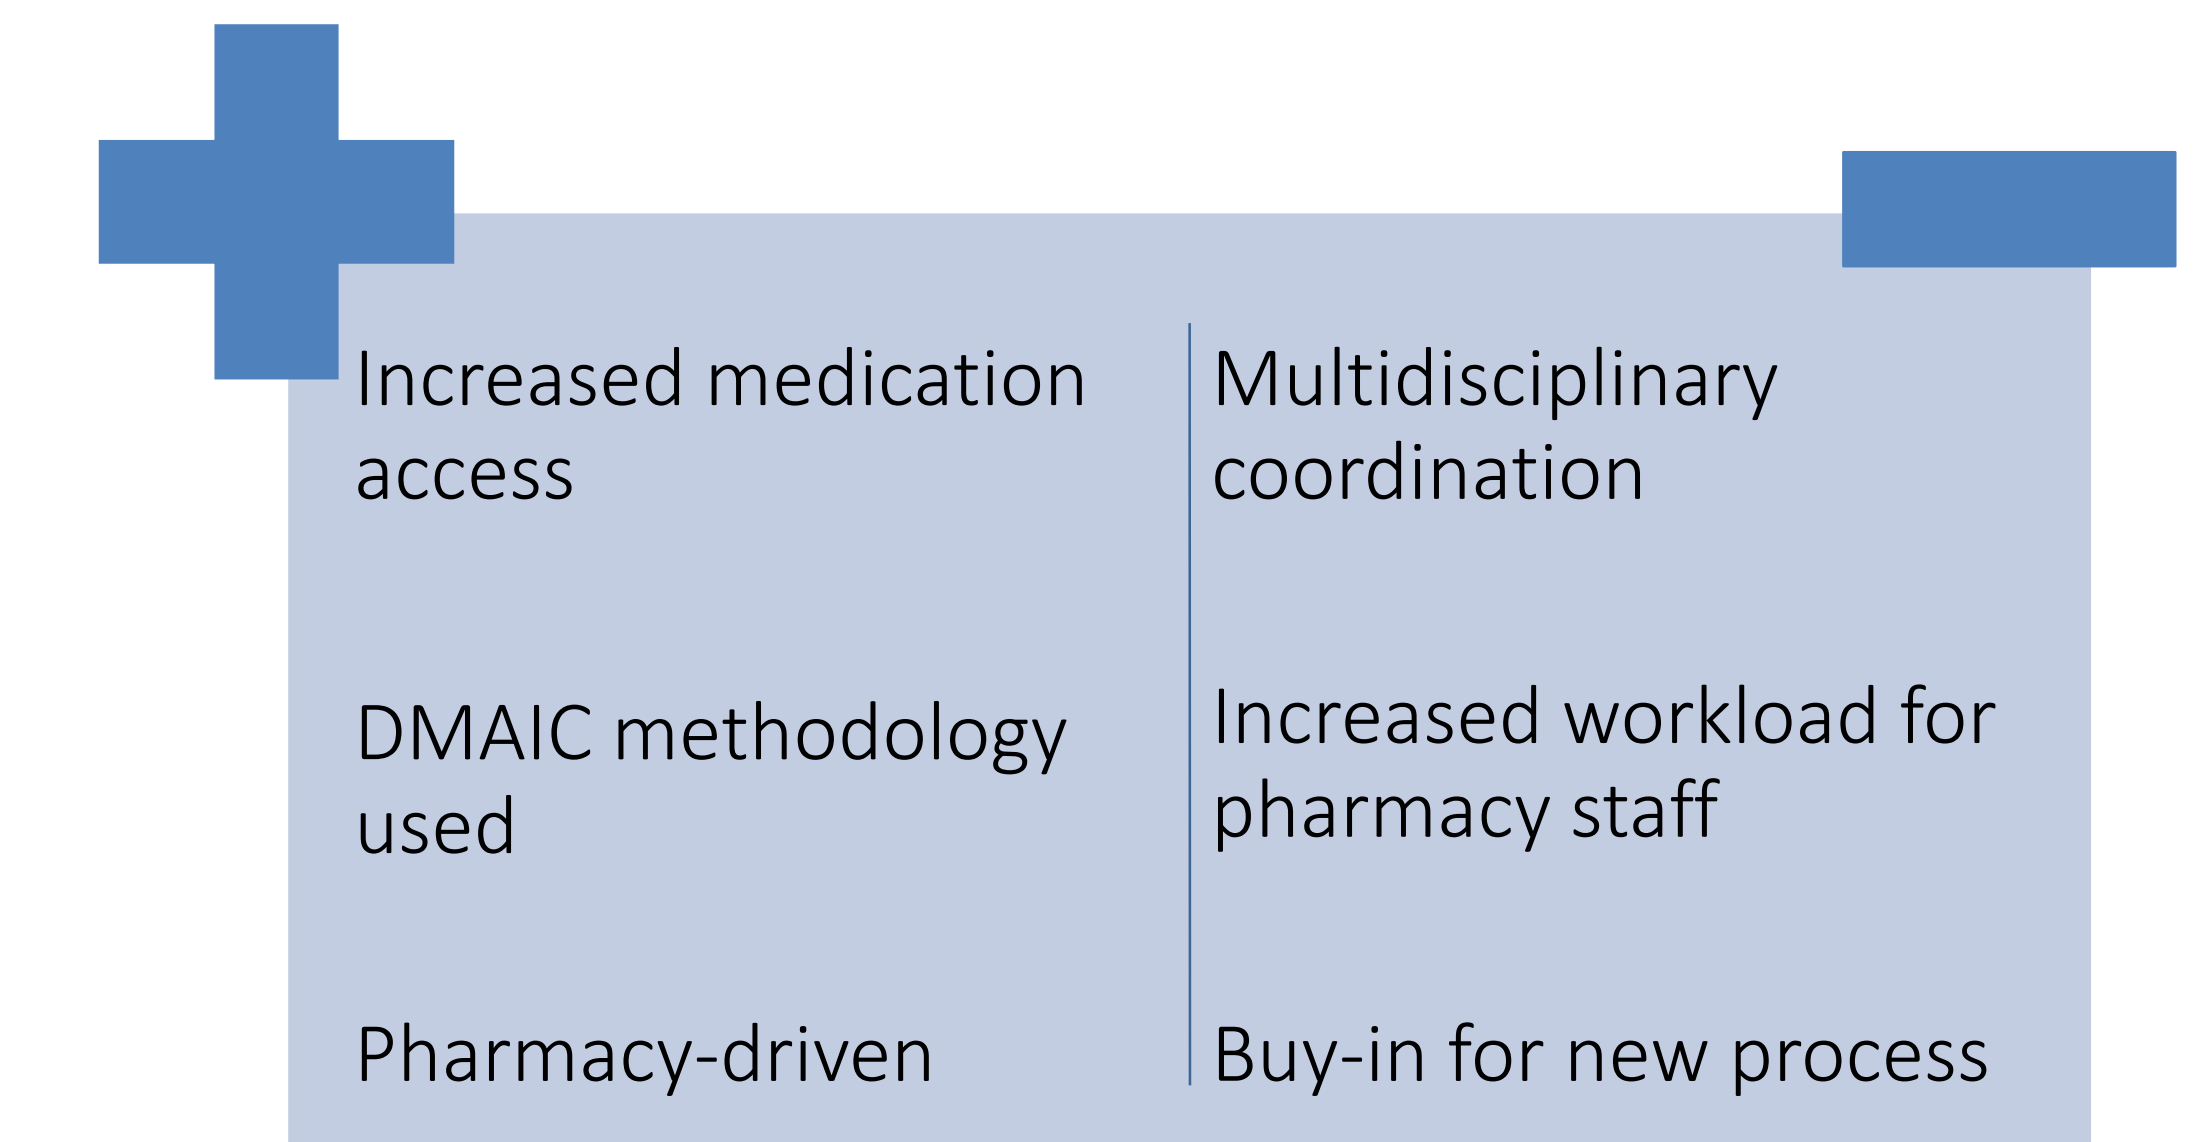 Increased medication
access
DMAIC methodology
used
Pharmacy-driven
Multidisciplinary
coordination
Increased workload for
pharmacy staff
Buy-in for new process